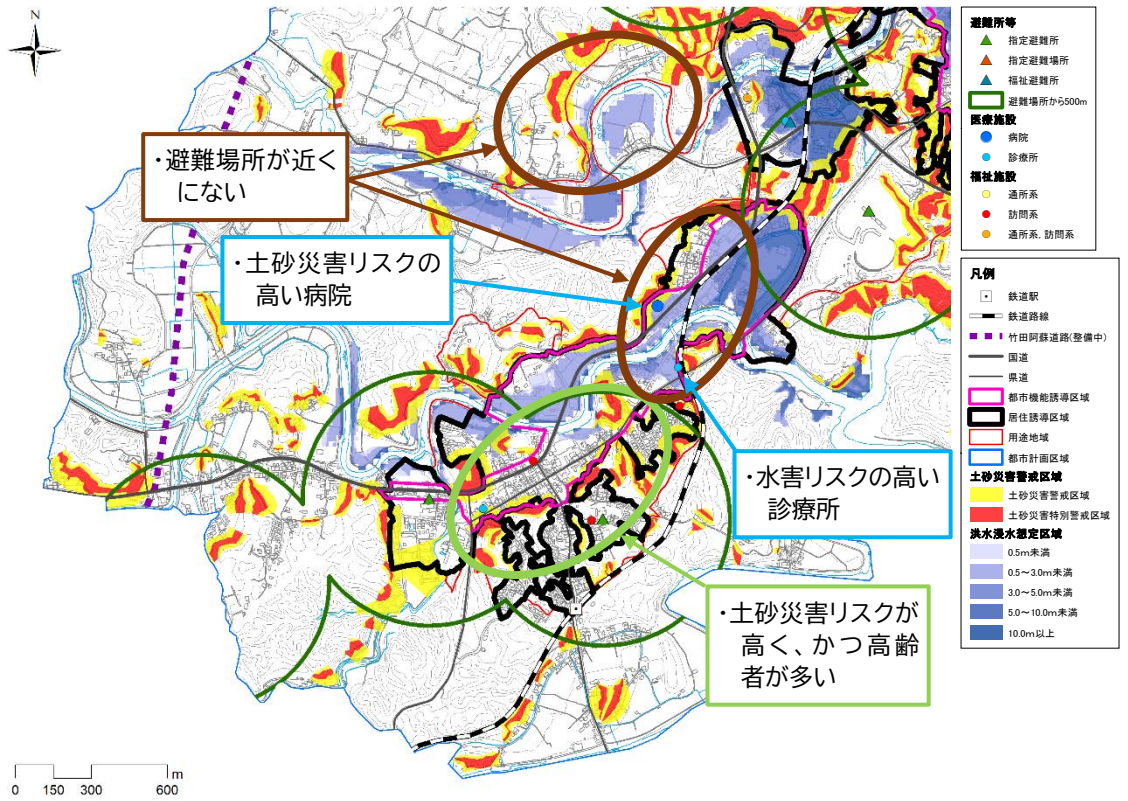 N
・避難場所が近く
にない
・土砂災害リスクの
高い病院
・水害リスクの高い
診療所
・土砂災害リスクが
高く、かつ高齢
者が多い
m
0 150 300 600
避難所等
指定避難所
指定避難場所
福祉避難所
避難場所から500m
医療施設
病院
診療所
福祉施設
通所系
訪問系
通所系、訪問系
凡例
鉄道駅
鉄道路線
竹田阿蘇道路(整備中)
国道
県道
都市機能誘導区域
居住誘導区域
用途地域
都市計画区域
土砂災害警戒区域
土砂災害警戒区域
土砂災害特別警戒区域
洪水浸水想定区域
0.5m未満
0.5～3.0m未満
3.0～5.0m未満
5.0～10.0m未満
10.0m以上